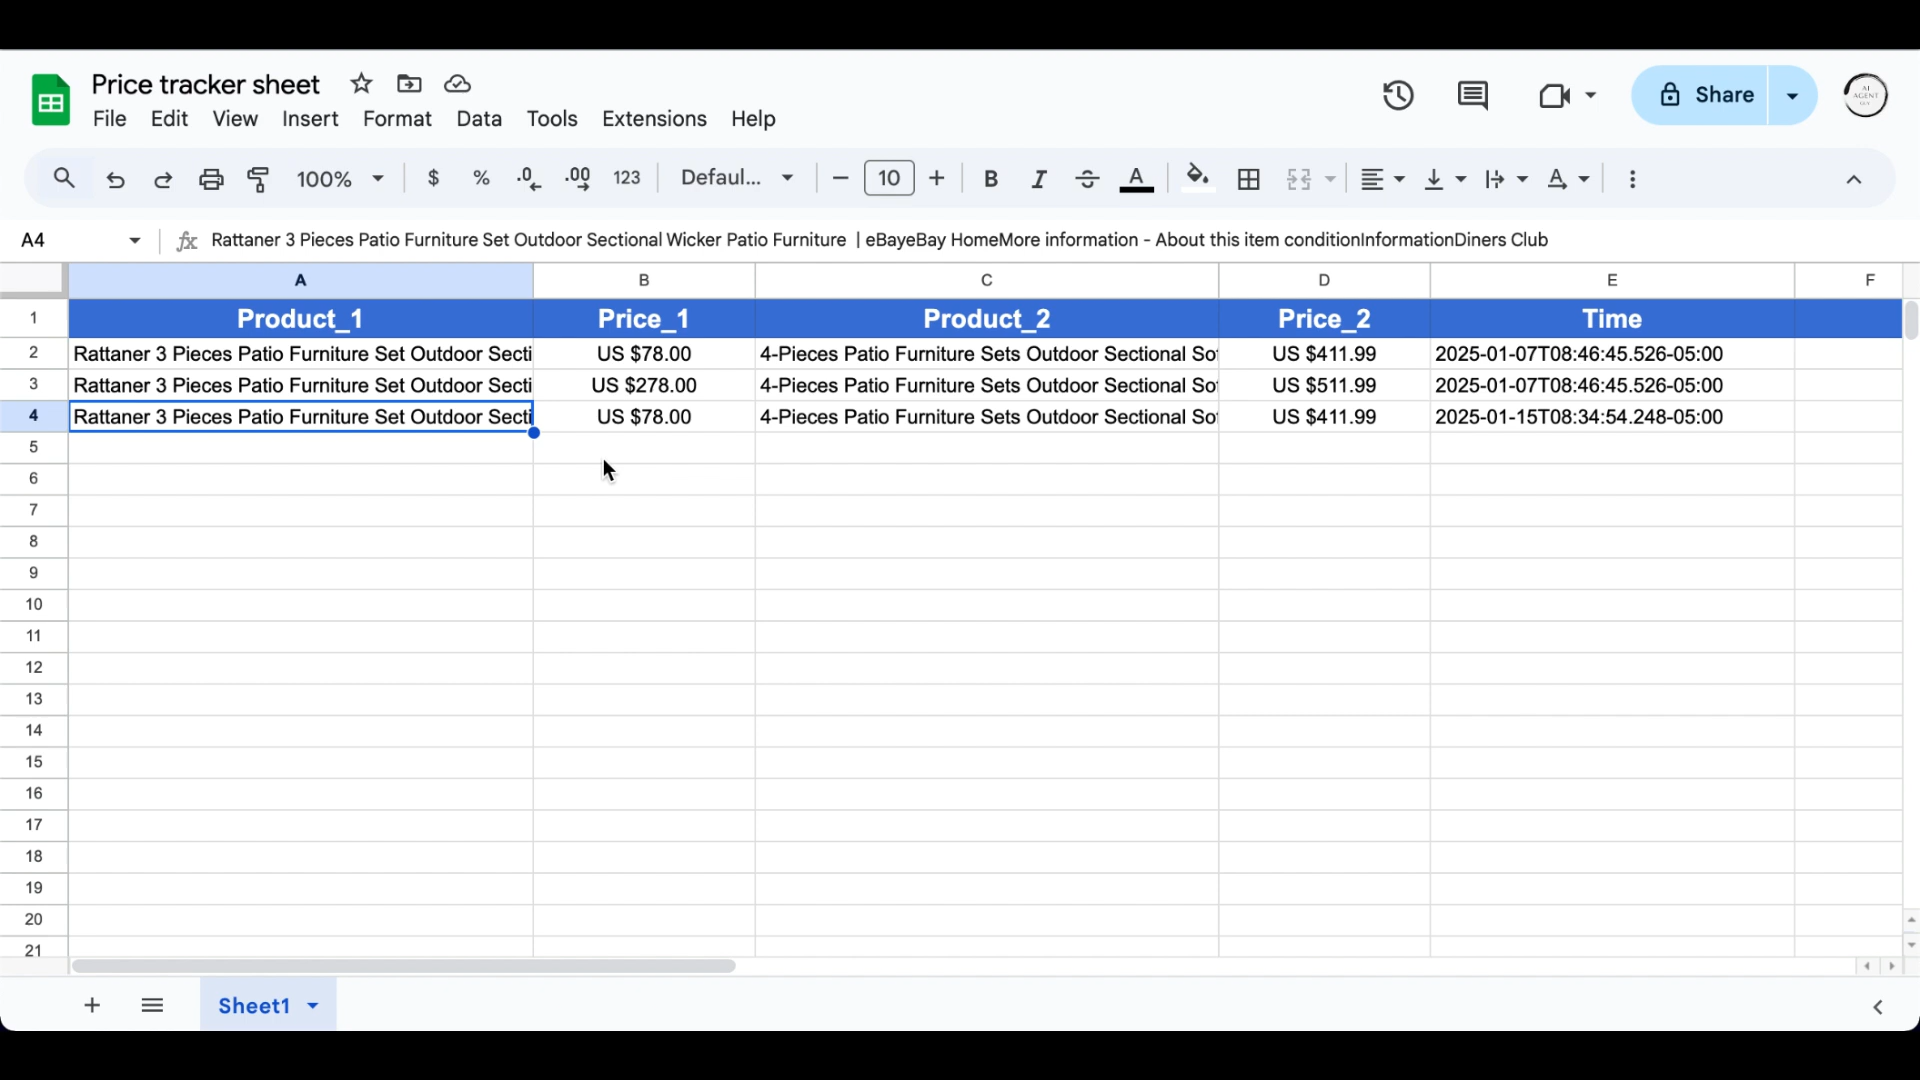 Price tracker sheet
File Edit View Insert Format Data Tools Extensions Help
Share
AI AGENT
100% $ % .0 .00 123 Defaul... 10 B I A A
A4 fx Rattaner 3 Pieces Patio Furniture Set Outdoor Sectional Wicker Patio Furniture | eBayeBay HomeMore information - About this item conditionInformationDiners Club
A B C D E F
1 Product_1 Price_1 Product_2 Price_2 Time
2 Rattaner 3 Pieces Patio Furniture Set Outdoor Secti US $78.00 4-Pieces Patio Furniture Sets Outdoor Sectional So US $411.99 2025-01-07T08:46:45.526-05:00
3 Rattaner 3 Pieces Patio Furniture Set Outdoor Secti US $278.00 4-Pieces Patio Furniture Sets Outdoor Sectional So US $511.99 2025-01-07T08:46:45.526-05:00
4 Rattaner 3 Pieces Patio Furniture Set Outdoor Secti US $78.00 4-Pieces Patio Furniture Sets Outdoor Sectional So US $411.99 2025-01-15T08:34:54.248-05:00
5
6
7
8
9
10
11
12
13
14
15
16
17
18
19
20
21
Sheet1